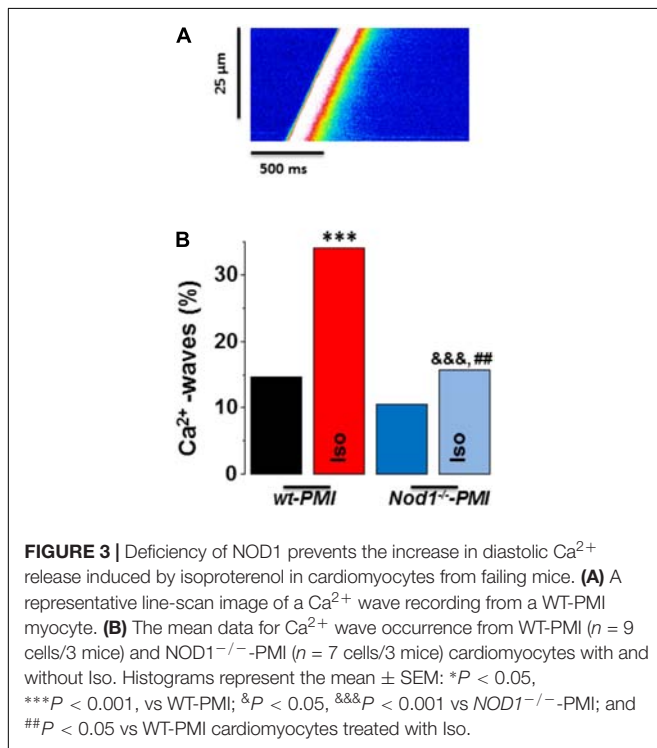 A
25 µm
500 ms
B
Ca²⁺ -waves (%)
30
20
10
0
***
&&&, ##
Iso
Iso
wt-PMI
Nod1⁻/⁻-PMI
FIGURE 3 | Deficiency of NOD1 prevents the increase in diastolic Ca²⁺
release induced by isoproterenol in cardiomyocytes from failing mice. (A) A
representative line-scan image of a Ca²⁺ wave recording from a WT-PMI
myocyte. (B) The mean data for Ca²⁺ wave occurrence from WT-PMI (n = 9
cells/3 mice) and NOD1⁻/⁻-PMI (n = 7 cells/3 mice) cardiomyocytes with and
without Iso. Histograms represent the mean ± SEM: *P < 0.05,
***P < 0.001, vs WT-PMI; &P < 0.05, &&&P < 0.001 vs NOD1⁻/⁻-PMI; and
##P < 0.05 vs WT-PMI cardiomyocytes treated with Iso.